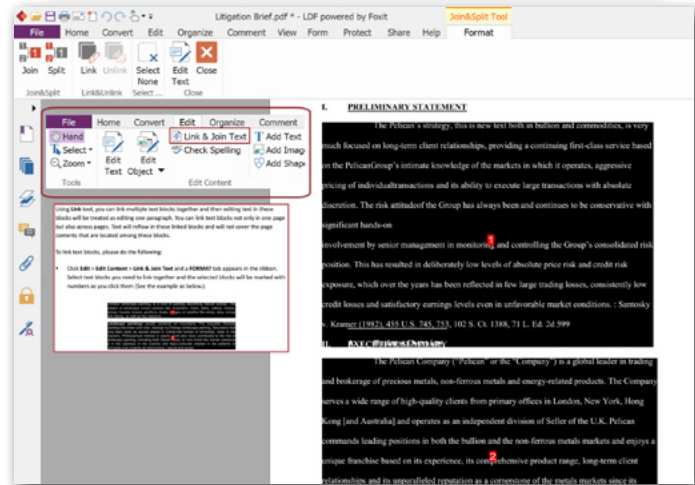 Litigation Brief.pdf * - LDF powered by Foxit
Join&Split Tool
File Home Convert Edit Organize Comment View Form Protect Share Help Format
Join Split Link Unlink Select None Edit Text Close
Join&Split Link&Unlink Select ... Close
File Home Convert Edit Organize Comment
Hand
Select
Zoom
Edit Text
Edit Object
Link & Join Text
Check Spelling
Add Text
Add Imag
Add Shap
Tools Edit Content
Using Link tool, you can link multiple text blocks together and then editing text in these
blocks will be treated as editing one paragraph. You can link text blocks not only in one page
but also across pages. Text will reflow in these linked blocks and will not cover the page
contents that are located among these blocks.
To link text blocks, please do the following:
• Click Edit > Edit Content > Link & Join Text and a FORMAT tab appears in the ribbon.
Select text blocks you need to link together and the selected blocks will be marked with
numbers as you click them (See the example as below).
I. PRELIMINARY STATEMENT
The Pelican's strategy, this is new text both in bullion and commodities, is very
much focused on long-term client relationships, providing a continuing first-class service based
on the PelicanGroup's intimate knowledge of the markets in which it operates, aggressive
pricing of individualtransactions and its ability to execute large transactions with absolute
discretion. The risk attitudeof the Group has always been and continues to be conservative with
significant hands-on
1
involvement by senior management in monitoring and controlling the Group's consolidated risk
position. This has resulted in deliberately low levels of absolute price risk and credit risk
exposure, which over the years has been reflected in few large trading losses, consistently low
credit losses and satisfactory earnings levels even in unfavorable market conditions. : Santosky
v. Kramer (1982), 455 U.S. 745, 753, 102 S. Ct. 1388, 71 L. Ed. 2d 599
II.
The Pelican Company ("Pelican" or the "Company") is a global leader in trading
and brokerage of precious metals, non-ferrous metals and energy-related products. The Company
serves a wide range of high-quality clients from primary offices in London, New York, Hong
Kong [and Australia] and operates as an independent division of Seller of the U.K. Pelican
commands leading positions in both the bullion and the non-ferrous metals markets and enjoys a
2
unique franchise based on its experience, its comprehensive product range, long-term client
relationships and its unparalleled reputation as a cornerstone of the metals markets since its